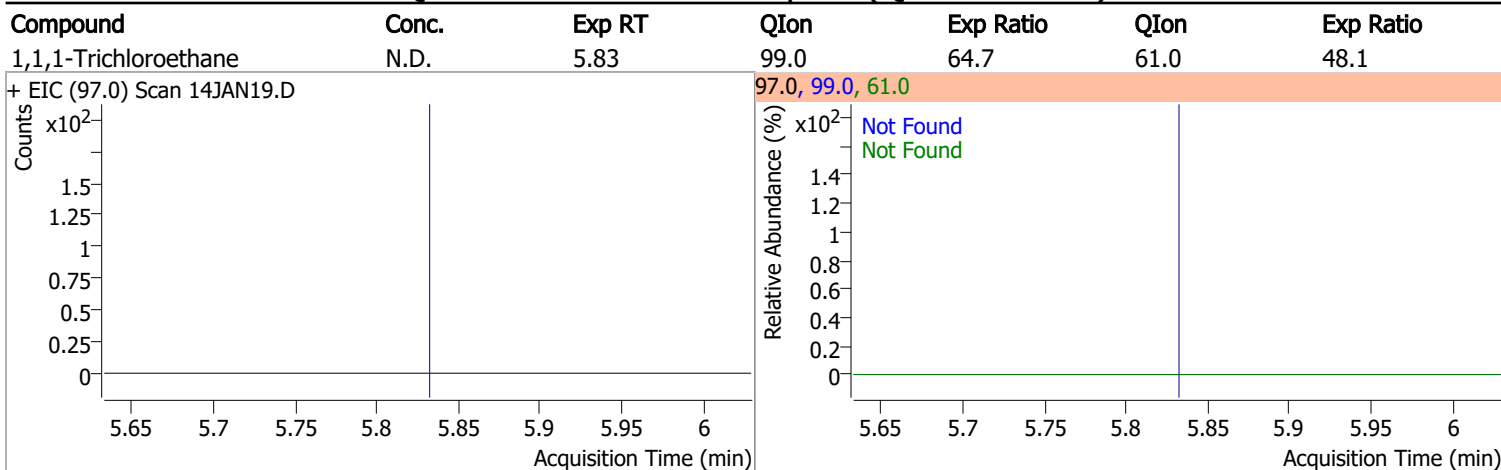 Compound Conc. Exp RT QIon Exp Ratio QIon Exp Ratio
1,1,1-Trichloroethane N.D. 5.83 99.0 64.7 61.0 48.1
+ EIC (97.0) Scan 14JAN19.D
Counts
x10²
1.5
1.25
1
0.75
0.5
0.25
0
5.65 5.7 5.75 5.8 5.85 5.9 5.95 6
Acquisition Time (min)
97.0, 99.0, 61.0
Relative Abundance (%)
x10²
Not Found
Not Found
1.4
1.2
1
0.8
0.6
0.4
0.2
0
5.65 5.7 5.75 5.8 5.85 5.9 5.95 6
Acquisition Time (min)